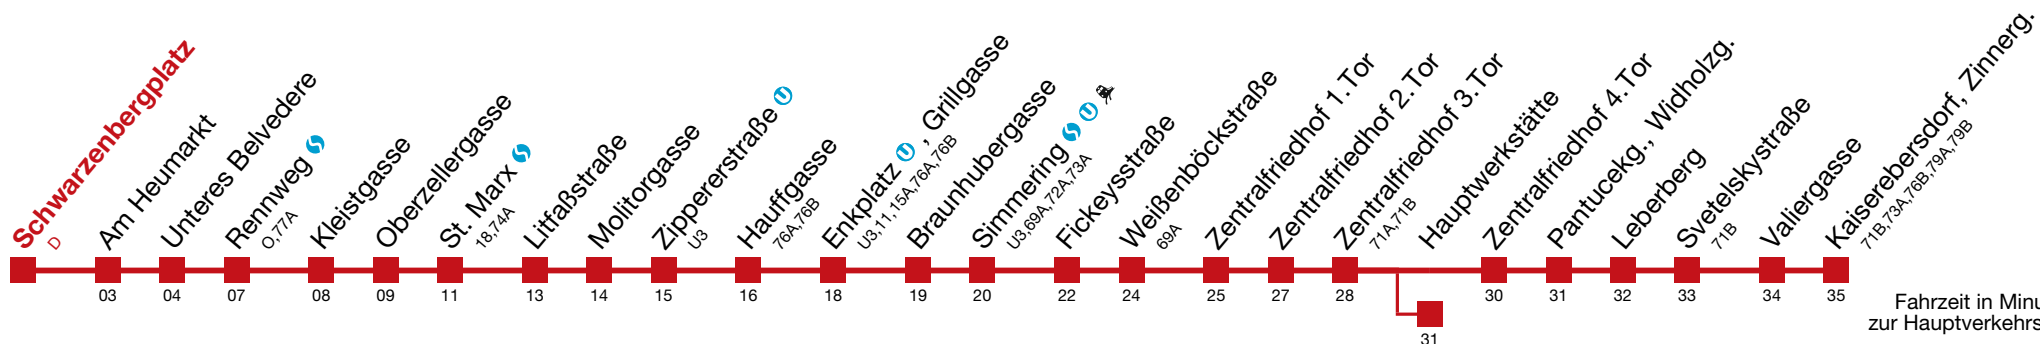 Schwarzenbergplatz
D
Am Heumarkt
Unteres Belvedere
Rennweg S
O,77A
Kleistgasse
Oberzellergasse
St. Marx S
18,74A
Litfaßstraße
Molitorgasse
Zippererstraße U
U3
Hauffgasse
76A,76B
Enkplatz U , Grillgasse
U3,11,15A,76A,76B
Braunhubergasse
Simmering S U
U3,69A,72A,73A
Fickeysstraße
Weißenböckstraße
69A
Zentralfriedhof 1.Tor
Zentralfriedhof 2.Tor
Zentralfriedhof 3.Tor
71A,71B
Hauptwerkstätte
Zentralfriedhof 4.Tor
Pantucekg., Widholzg.
Leberberg
Svetelskystraße
71B
Valiergasse
Kaiserebersdorf, Zinnerg.
71B,73A,76B,79A,79B
03 04 07 08 09 11 13 14 15 16 18 19 20 22 24 25 27 28 30 31 32 33 34 35
31
Fahrzeit in Minu
zur Hauptverkehrs